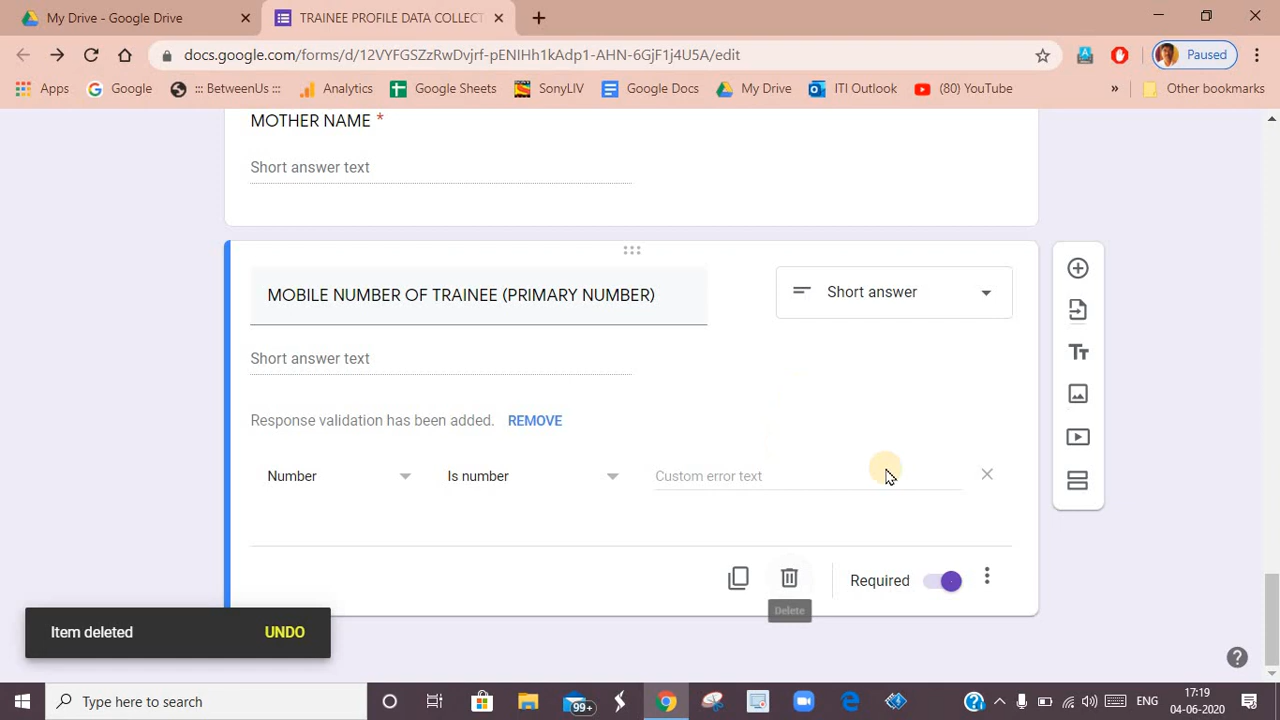 My Drive - Google Drive
TRAINEE PROFILE DATA COLLECT
docs.google.com/forms/d/12VYFGSZzRwDvjrf-pENIHh1kAdp1-AHN-6GjF1j4U5A/edit
Paused
Apps
Google
::: BetweenUs :::
Analytics
Google Sheets
SonyLIV
Google Docs
My Drive
ITI Outlook
(80) YouTube
»
Other bookmarks
MOTHER NAME *
Short answer text
MOBILE NUMBER OF TRAINEE (PRIMARY NUMBER)
Short answer
Short answer text
Response validation has been added. REMOVE
Number
Is number
Custom error text
Required
Delete
Item deleted
UNDO
Type here to search
99+
ENG
17:19
04-06-2020